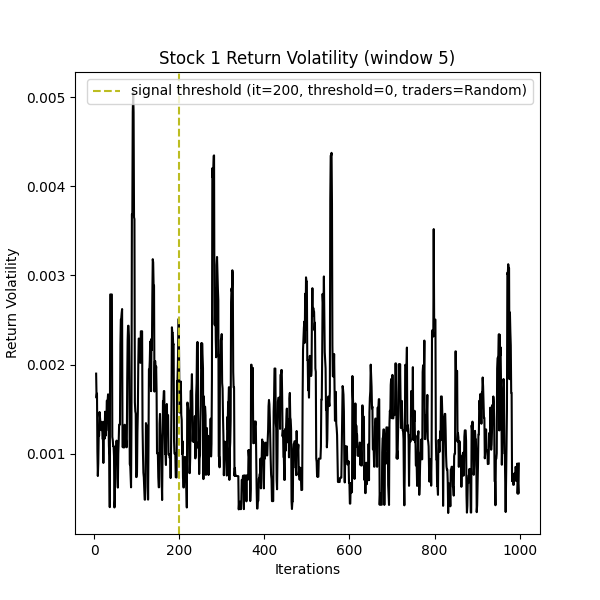 Stock 1 Return Volatility (window 5)
signal threshold (it=200, threshold=0, traders=Random)
0.005
0.004
0.003
0.002
0.001
Return Volatility
0 200 400 600 800 1000
Iterations